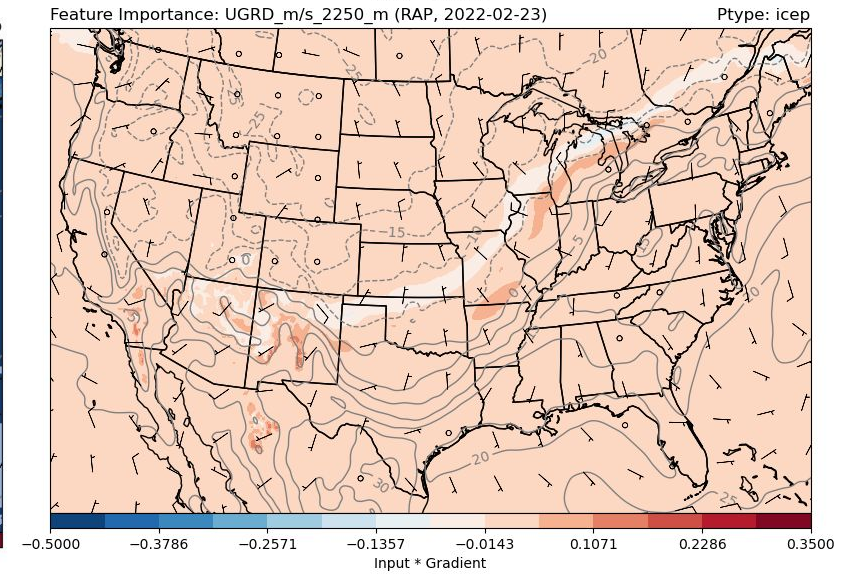 Feature Importance: UGRD_m/s_2250_m (RAP, 2022-02-23)
Ptype: icep
-20
-25
-25
-15
0
0
5
20
30
25
-0.5000 -0.3786 -0.2571 -0.1357 -0.0143 0.1071 0.2286 0.3500
Input * Gradient